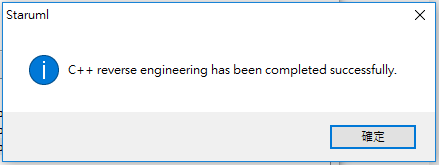 Staruml
C++ reverse engineering has been completed successfully.
確定